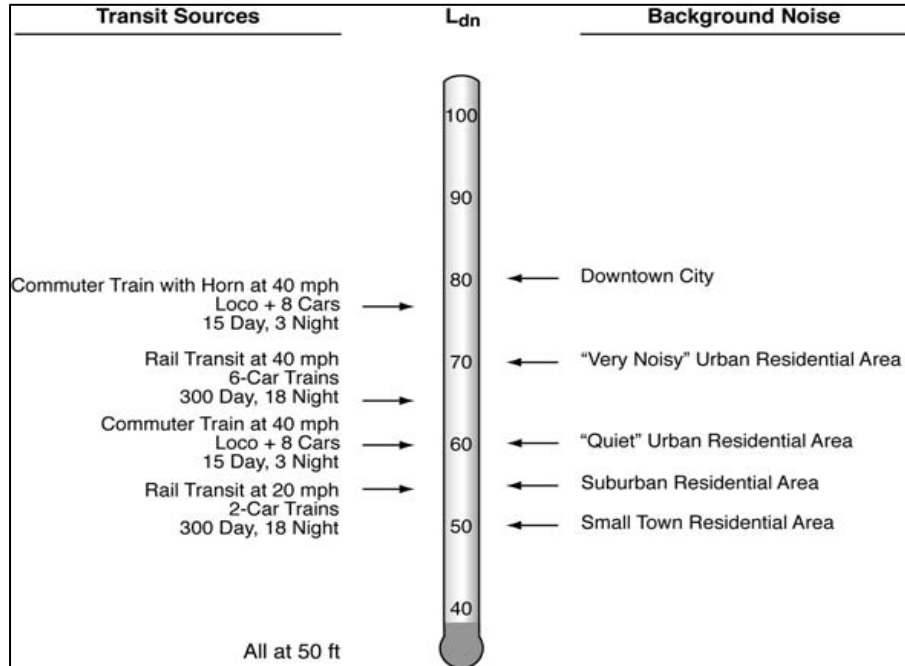 Transit Sources
Ldn
Background Noise
100
90
80
70
60
50
40
Commuter Train with Horn at 40 mph
Loco + 8 Cars
15 Day, 3 Night
Rail Transit at 40 mph
6-Car Trains
300 Day, 18 Night
Commuter Train at 40 mph
Loco + 8 Cars
15 Day, 3 Night
Rail Transit at 20 mph
2-Car Trains
300 Day, 18 Night
All at 50 ft
Downtown City
“Very Noisy” Urban Residential Area
“Quiet” Urban Residential Area
Suburban Residential Area
Small Town Residential Area